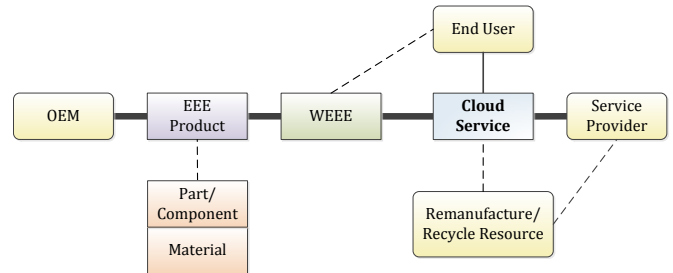 End User
OEM
EEE
Product
WEEE
Cloud
Service
Service
Provider
Part/
Component
Material
Remanufacture/
Recycle Resource